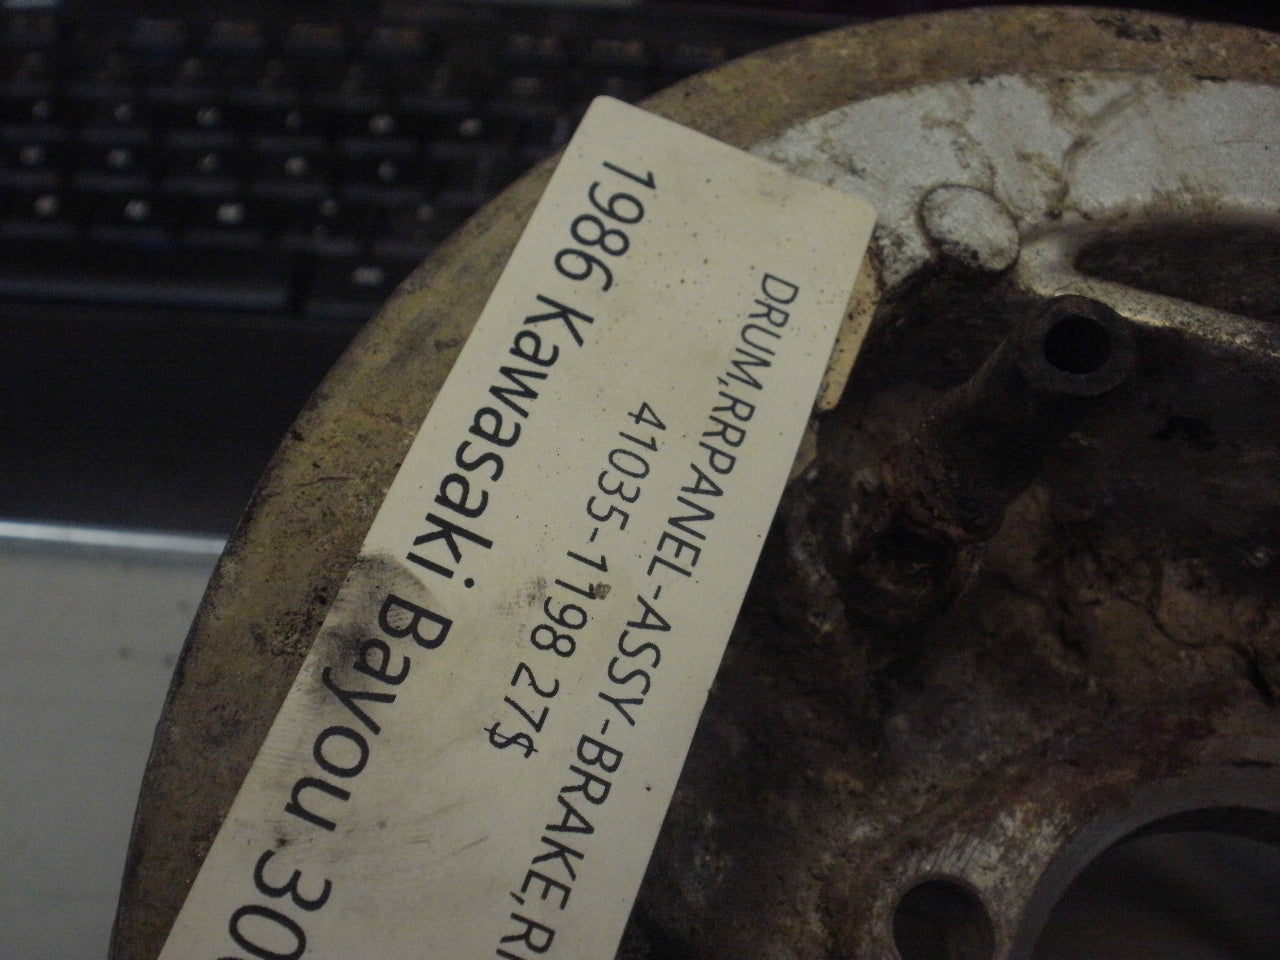 1986 Kawasaki Bayou 30
DRUM,RRPANEL-ASSY-BRAKE,R
41035-1198 27$